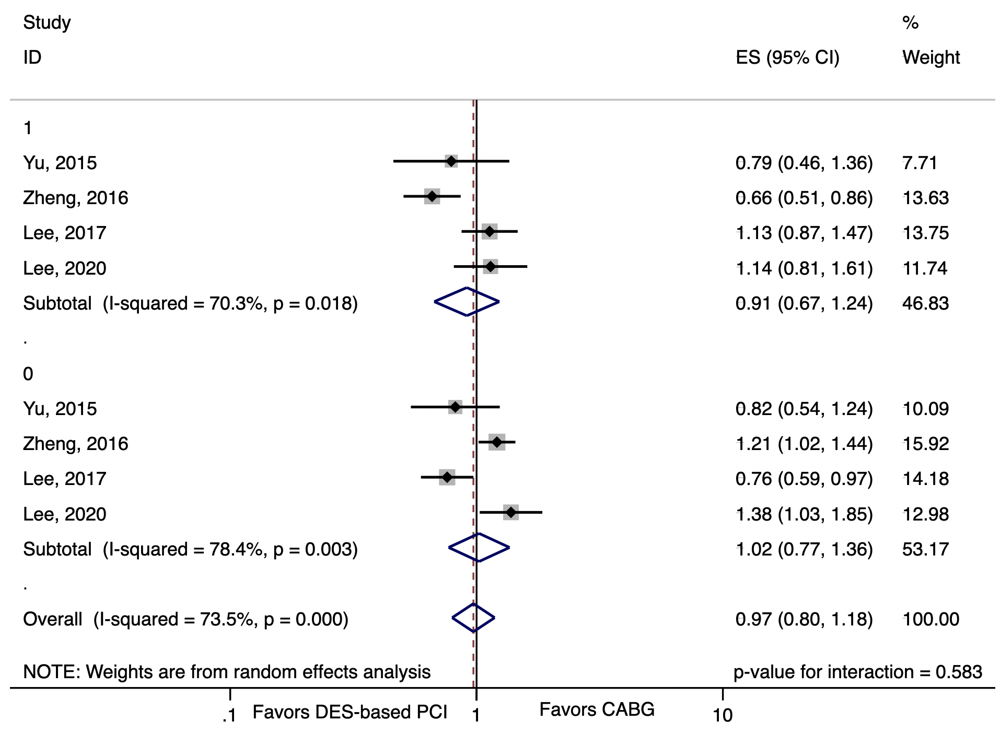 Study %
ID ES (95% CI) Weight
1
Yu, 2015 0.79 (0.46, 1.36) 7.71
Zheng, 2016 0.66 (0.51, 0.86) 13.63
Lee, 2017 1.13 (0.87, 1.47) 13.75
Lee, 2020 1.14 (0.81, 1.61) 11.74
Subtotal (I-squared = 70.3%, p = 0.018) 0.91 (0.67, 1.24) 46.83
.
0
Yu, 2015 0.82 (0.54, 1.24) 10.09
Zheng, 2016 1.21 (1.02, 1.44) 15.92
Lee, 2017 0.76 (0.59, 0.97) 14.18
Lee, 2020 1.38 (1.03, 1.85) 12.98
Subtotal (I-squared = 78.4%, p = 0.003) 1.02 (0.77, 1.36) 53.17
.
Overall (I-squared = 73.5%, p = 0.000) 0.97 (0.80, 1.18) 100.00
NOTE: Weights are from random effects analysis p-value for interaction = 0.583
.1 Favors DES-based PCI 1 Favors CABG 10